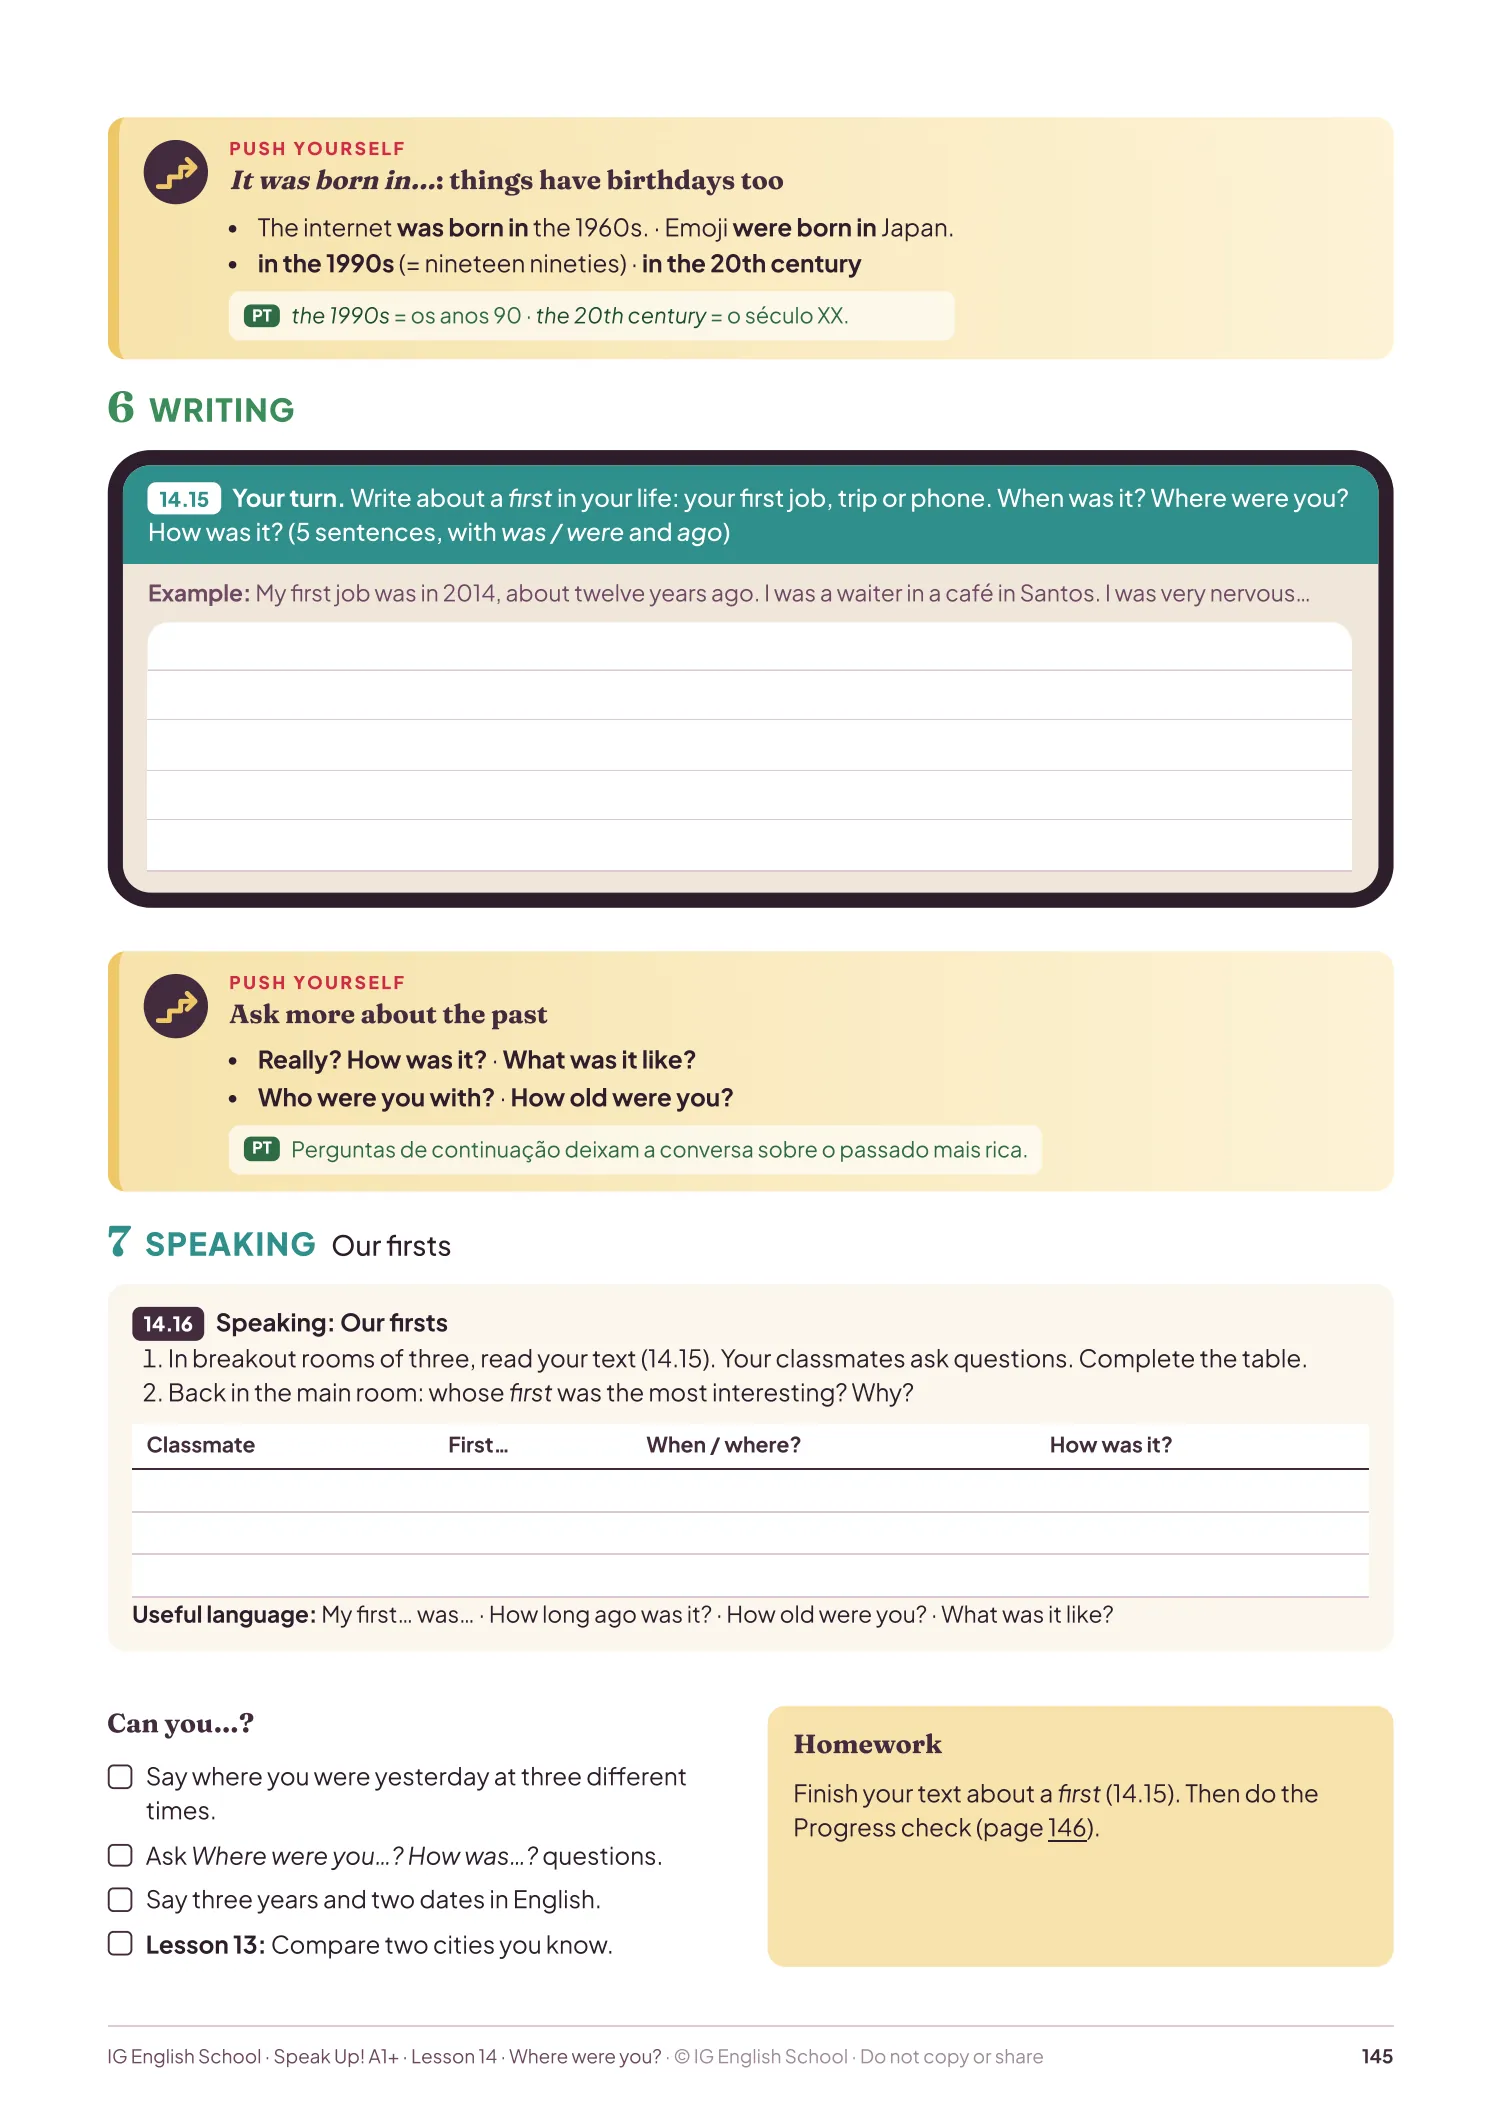 PUSH YOURSELF
It was born in...: things have birthdays too
• The internet was born in the 1960s. · Emoji were born in Japan.
• in the 1990s (= nineteen nineties) · in the 20th century
PT the 1990s = os anos 90 · the 20th century = o século XX.
6 WRITING
14.15 Your turn. Write about a first in your life: your first job, trip or phone. When was it? Where were you?
How was it? (5 sentences, with was / were and ago)
Example: My first job was in 2014, about twelve years ago. I was a waiter in a café in Santos. I was very nervous...
PUSH YOURSELF
Ask more about the past
• Really? How was it? · What was it like?
• Who were you with? · How old were you?
PT Perguntas de continuação deixam a conversa sobre o passado mais rica.
7 SPEAKING Our firsts
14.16 Speaking: Our firsts
1. In breakout rooms of three, read your text (14.15). Your classmates ask questions. Complete the table.
2. Back in the main room: whose first was the most interesting? Why?
Classmate First... When / where? How was it?
Useful language: My first... was... · How long ago was it? · How old were you? · What was it like?
Can you...?
Say where you were yesterday at three different
times.
Ask Where were you...? How was...? questions.
Say three years and two dates in English.
Lesson 13: Compare two cities you know.
Homework
Finish your text about a first (14.15). Then do the
Progress check (page 146).
IG English School · Speak Up! A1+ · Lesson 14 · Where were you? · © IG English School · Do not copy or share 145